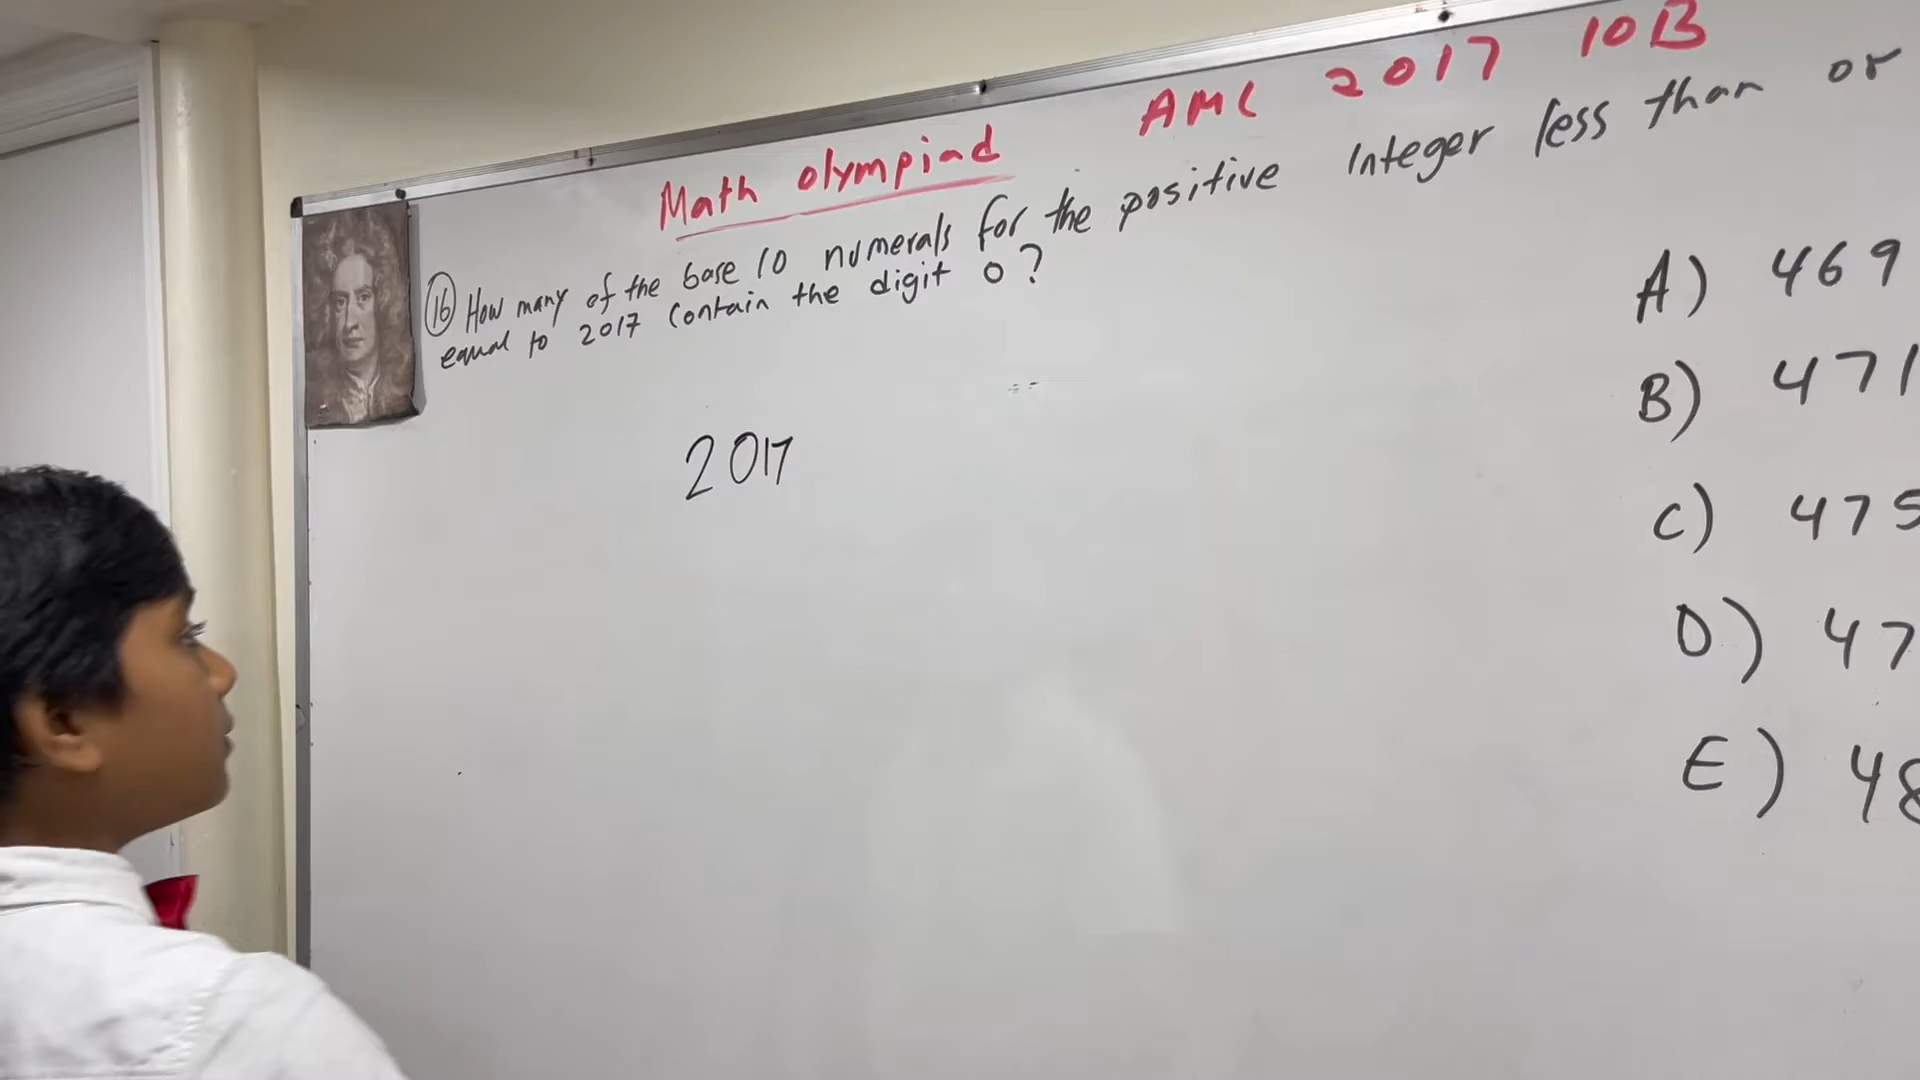 AMC 2017 10B
Math olympiad
16 How many of the base 10 numerals for the positive integer less than or
equal to 2017 contain the digit 0?
2017
A) 469
B) 471
C) 475
D) 47
E) 48